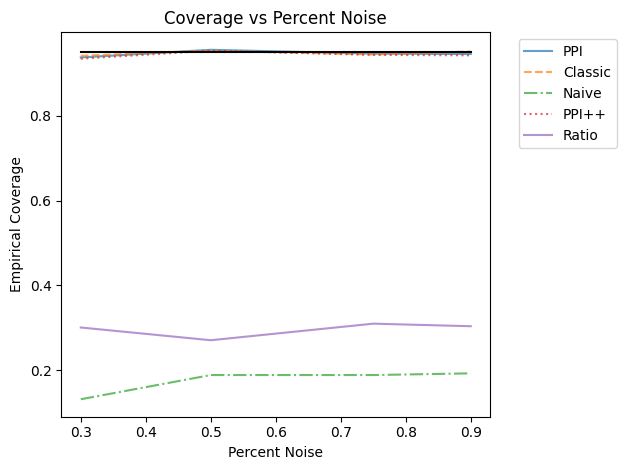 Coverage vs Percent Noise
Empirical Coverage
0.8
0.6
0.4
0.2
0.3
0.4
0.5
0.6
0.7
0.8
0.9
Percent Noise
PPI
Classic
Naive
PPI++
Ratio